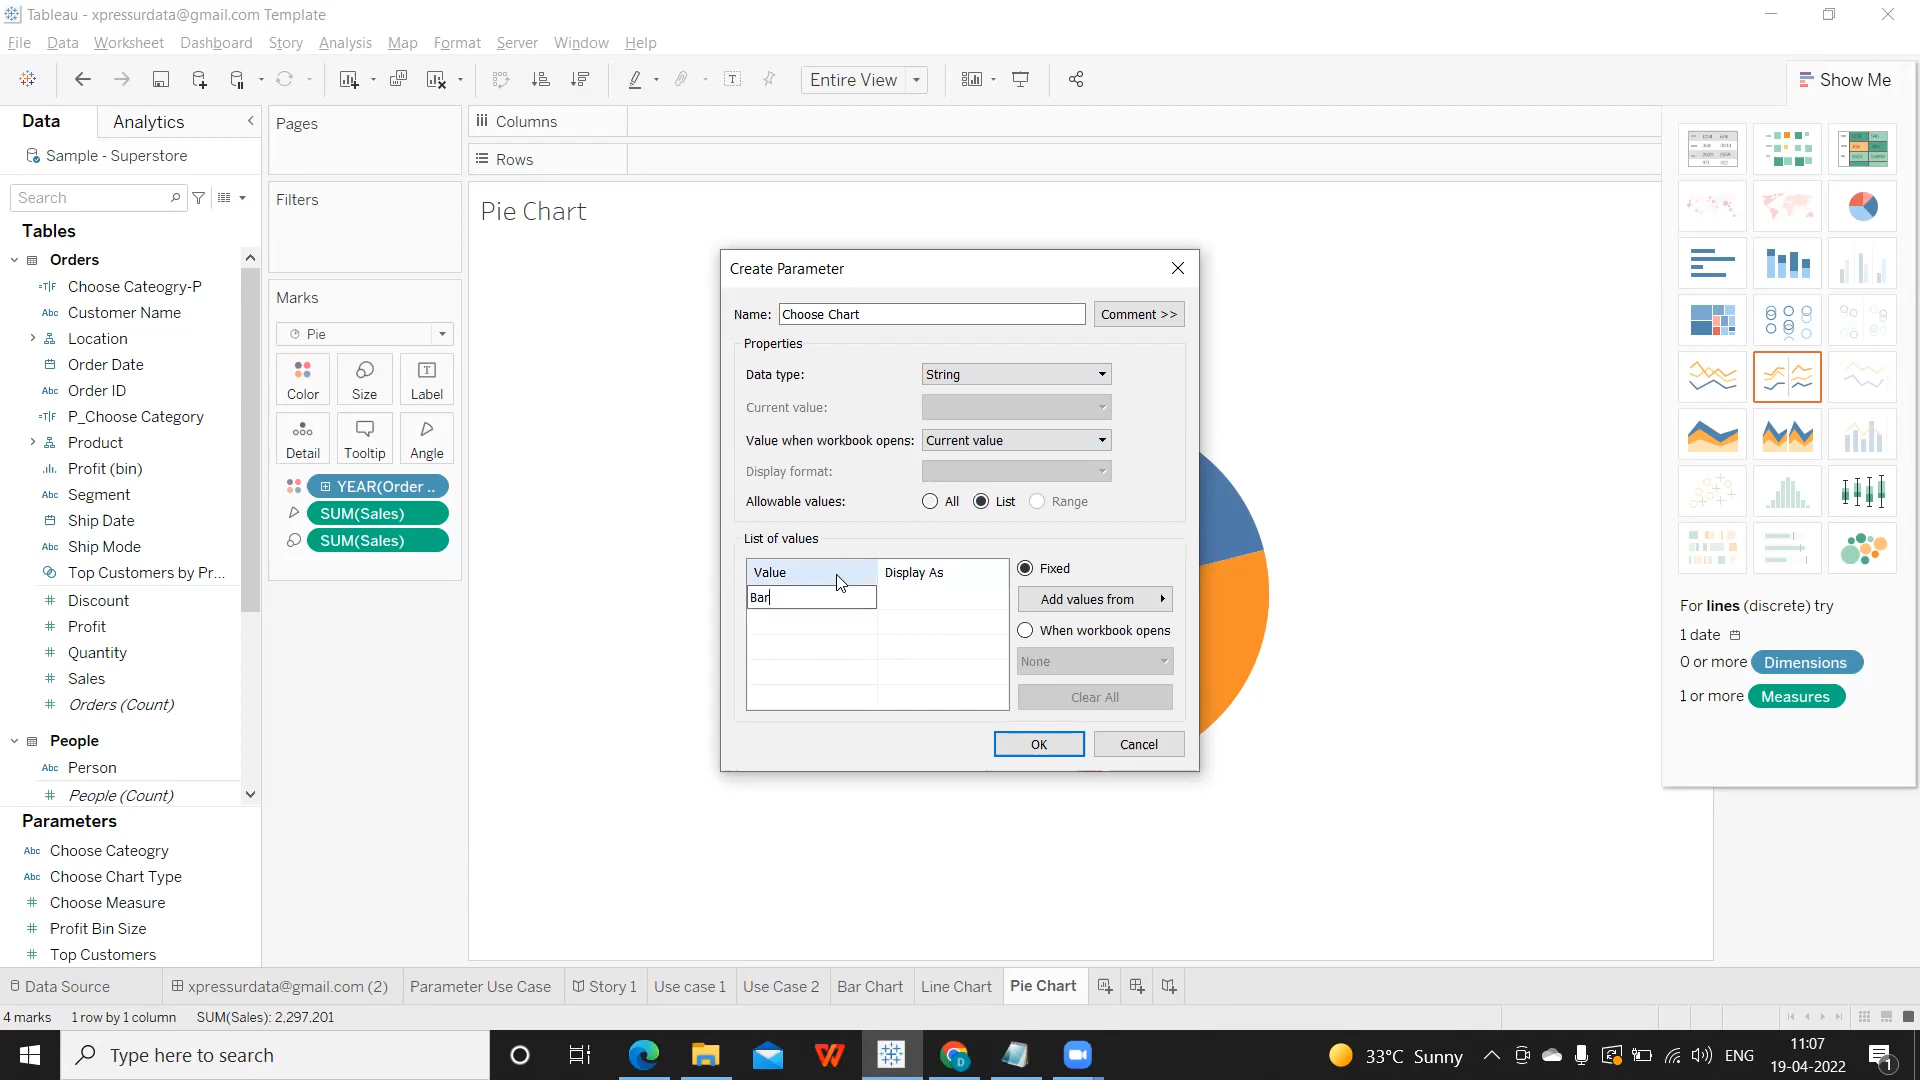 Tableau - xpressurdata@gmail.com Template
File Data Worksheet Dashboard Story Analysis Map Format Server Window Help
Entire View
Show Me
Data Analytics
Sample - Superstore
Search
Tables
Orders
Choose Cateogry-P
Customer Name
Location
Order Date
Order ID
P_Choose Category
Product
Profit (bin)
Segment
Ship Date
Ship Mode
Top Customers by Pr...
Discount
Profit
Quantity
Sales
Orders (Count)
People
Person
People (Count)
Parameters
Choose Cateogry
Choose Chart Type
Choose Measure
Profit Bin Size
Top Customers
Pages
Filters
Marks
Pie
Color Size Label
Detail Tooltip Angle
YEAR(Order ..
SUM(Sales)
SUM(Sales)
Columns
Rows
Pie Chart
Create Parameter
Name: Choose Chart Comment >>
Properties
Data type: String
Current value:
Value when workbook opens: Current value
Display format:
Allowable values: All List Range
List of values
Value Display As
Bar
Fixed
Add values from
When workbook opens
None
Clear All
OK Cancel
For lines (discrete) try
1 date
0 or more Dimensions
1 or more Measures
Data Source xpressurdata@gmail.com (2) Parameter Use Case Story 1 Use case 1 Use Case 2 Bar Chart Line Chart Pie Chart
4 marks 1 row by 1 column SUM(Sales): 2,297,201
Type here to search
33°C Sunny
ENG
11:07
19-04-2022
1